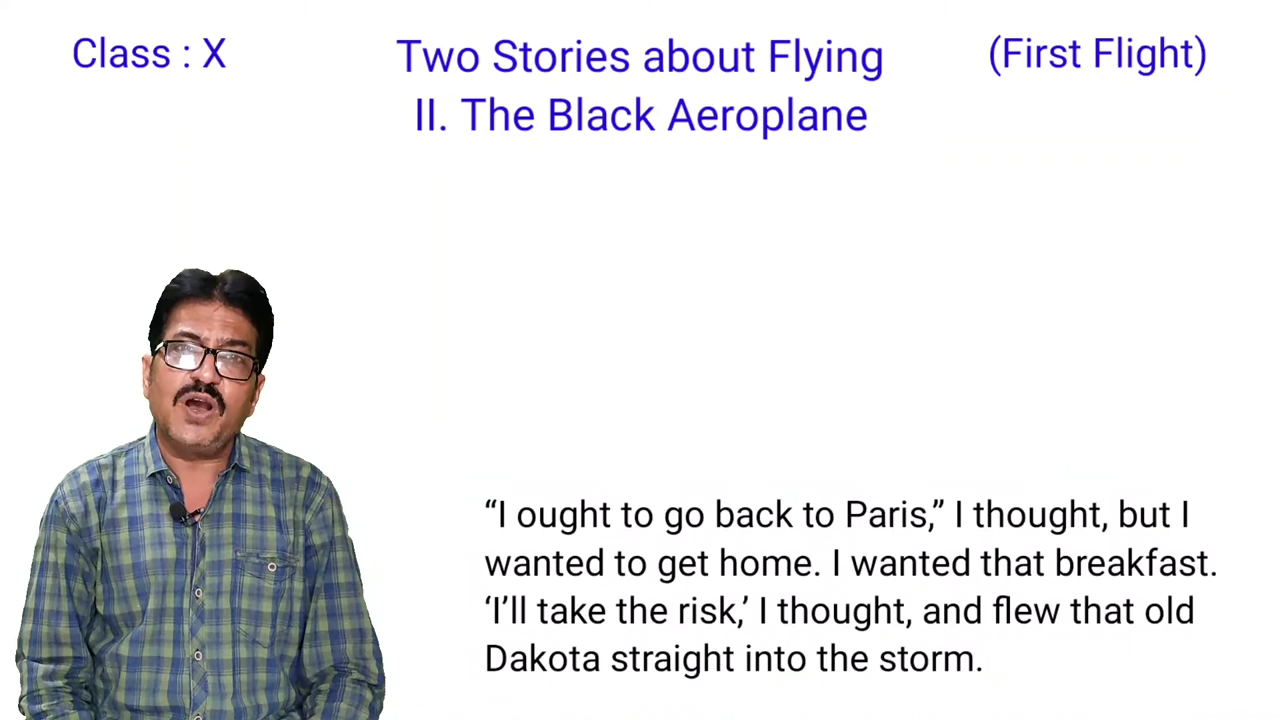 Class : X
Two Stories about Flying
(First Flight)
II. The Black Aeroplane
“I ought to go back to Paris,” I thought, but I
wanted to get home. I wanted that breakfast.
‘I’ll take the risk,’ I thought, and flew that old
Dakota straight into the storm.